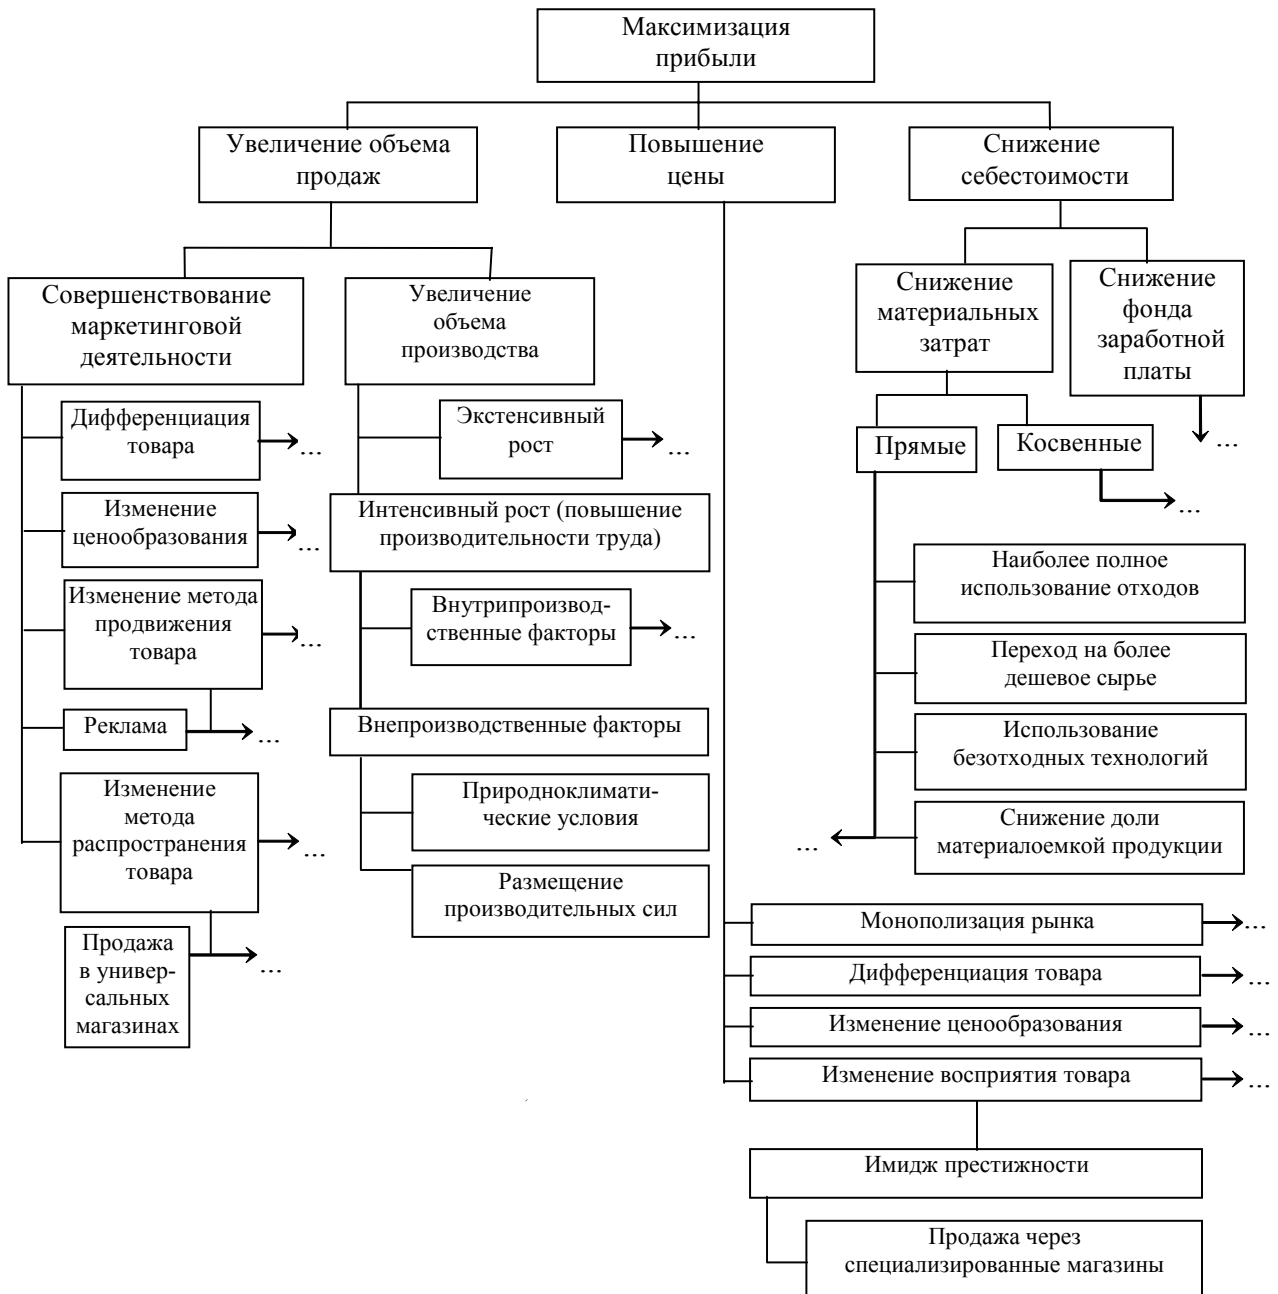 Максимизация
прибыли
Увеличение объема
продаж
Повышение
цены
Снижение
себестоимости
Совершенствование
маркетинговой
деятельности
Увеличение
объема
производства
Снижение
материальных
затрат
Снижение
фонда
заработной
платы
Дифференциация
товара
...
Экстенсивный
рост
...
Прямые
Косвенные
...
...
Изменение
ценообразования
...
Интенсивный рост (повышение
производительности труда)
Изменение метода
продвижения
товара
...
Внутрипроизвод-
ственные факторы
...
Наиболее полное
использование отходов
Переход на более
дешевое сырье
Реклама
...
Внепроизводственные факторы
Использование
безотходных технологий
Изменение
метода
распространения
товара
...
Природноклимати-
ческие условия
...
Снижение доли
материалоемкой продукции
Размещение
производительных сил
Продажа
в универ-
сальных
магазинах
...
Монополизация рынка
...
Дифференциация товара
...
Изменение ценообразования
...
Изменение восприятия товара
...
Имидж престижности
Продажа через
специализированные магазины